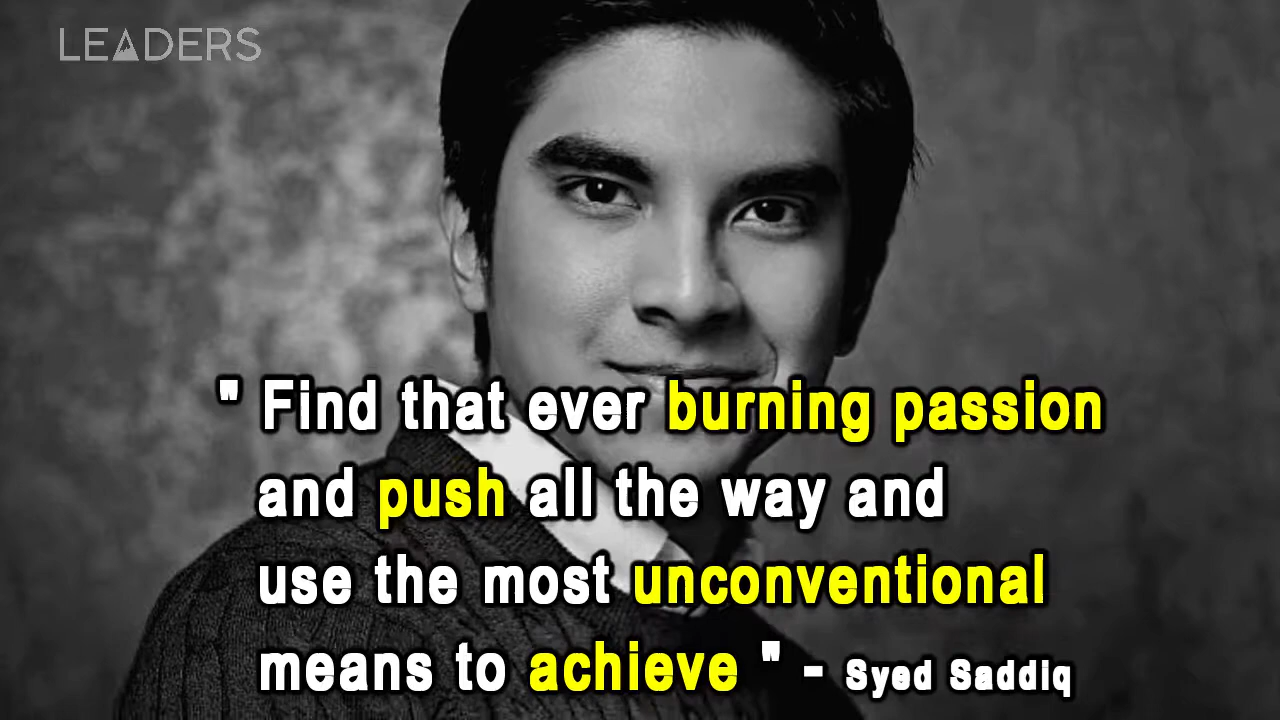 LEADERS
" Find that ever burning passion
and push all the way and
use the most unconventional
means to achieve " - Syed Saddiq